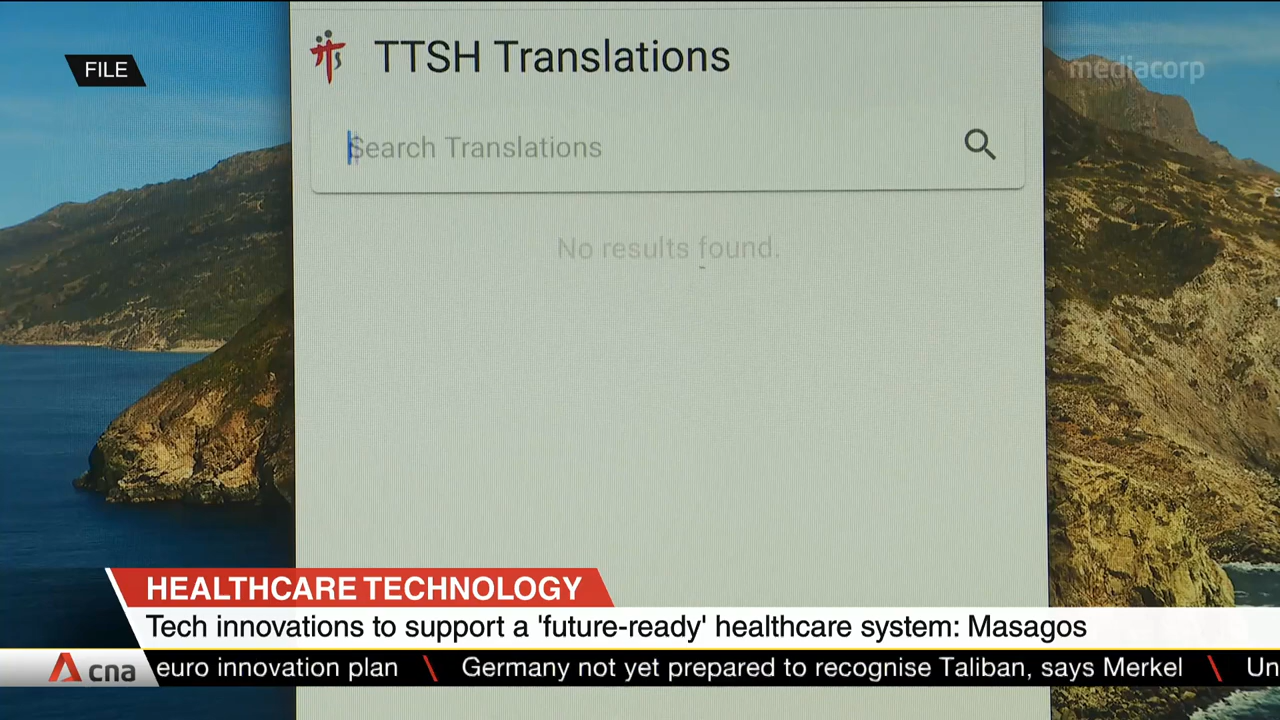 FILE
TTSH Translations
mediacorp
Search Translations
No results found.
HEALTHCARE TECHNOLOGY
Tech innovations to support a 'future-ready' healthcare system: Masagos
cna
euro innovation plan \ Germany not yet prepared to recognise Taliban, says Merkel \ Un